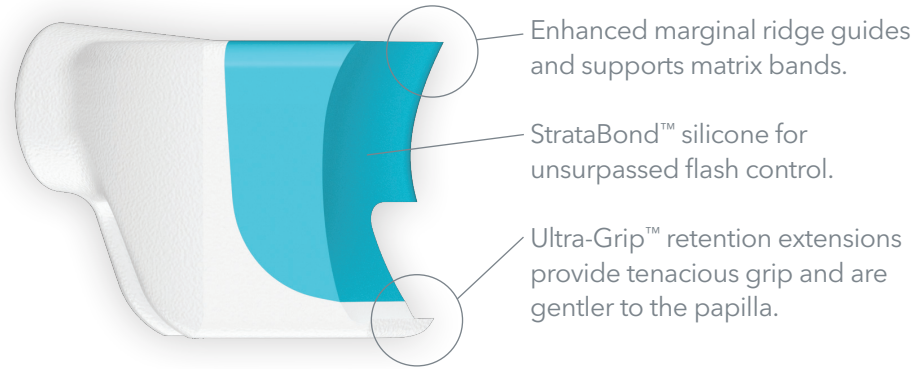 Enhanced marginal ridge guides
and supports matrix bands.
StrataBond™ silicone for
unsurpassed flash control.
Ultra-Grip™ retention extensions
provide tenacious grip and are
gentler to the papilla.